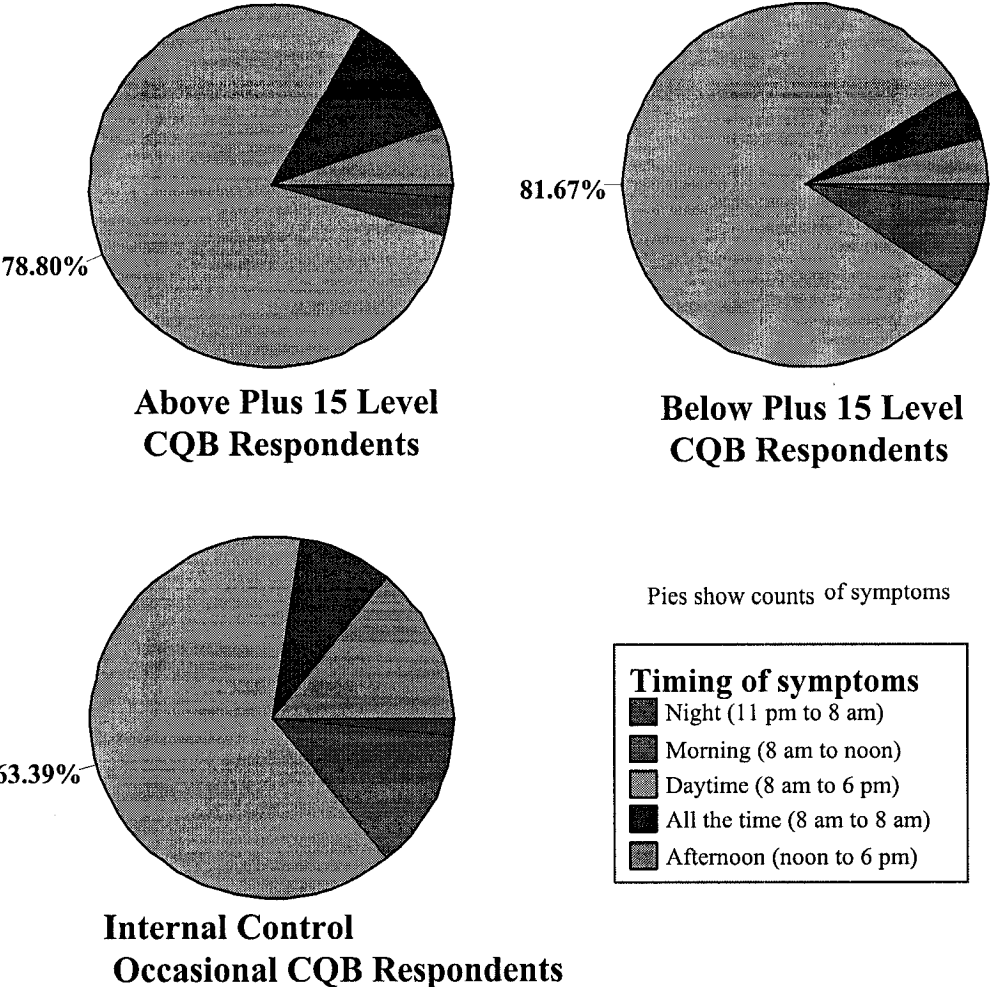 78.80%
81.67%
Above Plus 15 Level
CQB Respondents
Below Plus 15 Level
CQB Respondents
Pies show counts of symptoms
Timing of symptoms
Night (11 pm to 8 am)
Morning (8 am to noon)
Daytime (8 am to 6 pm)
All the time (8 am to 8 am)
Afternoon (noon to 6 pm)
63.39%
Internal Control
Occasional CQB Respondents